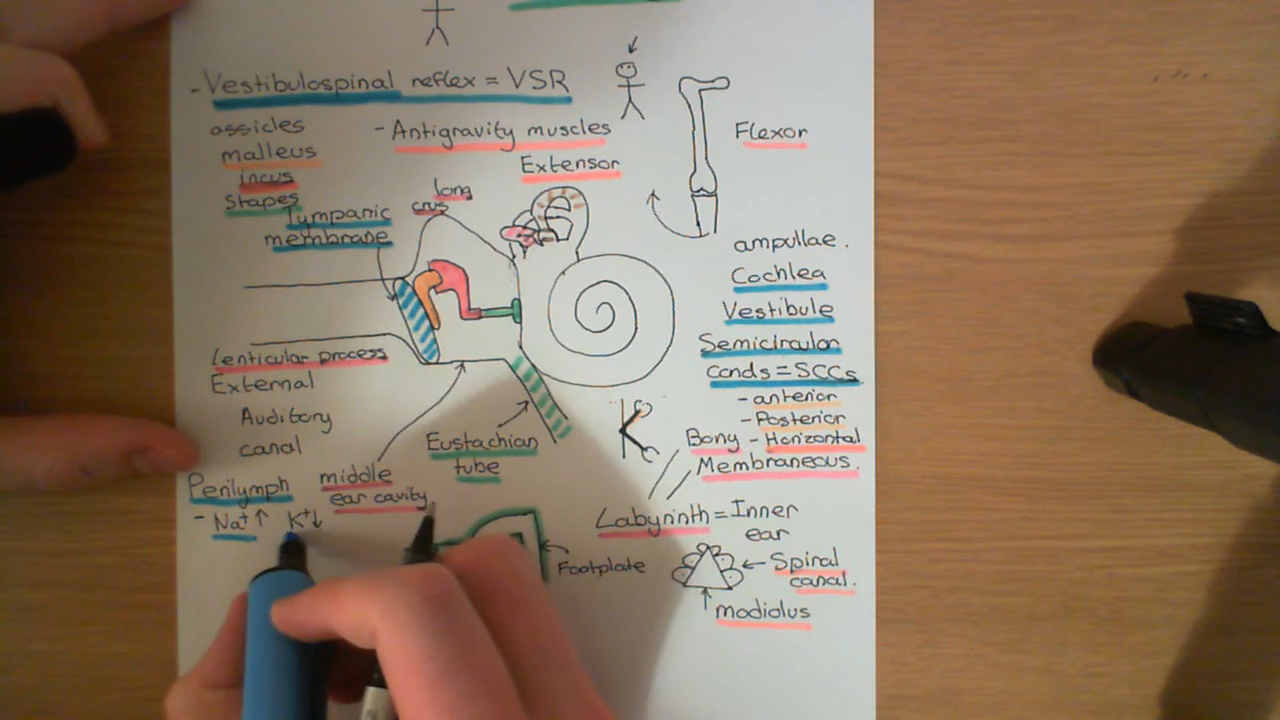 - Vestibulospinal reflex = VSR
assicles
malleus
incus
stapes
- Antigravity muscles
Extensor
Flexor
Tympanic
membrane
long
crus
ampullae.
Cochlea
Vestibule
Semicircular
canals = SCCs
- anterior
- Posterior
- Horizontal
Bony
Membraneous.
Labyrinth = Inner
ear
Spiral
canal.
modiolus
lenticular process
External
Auditory
canal
Eustachian
tube
middle
ear cavity
Perilymph
- Na+ ↑ K+ ↓
Footplate